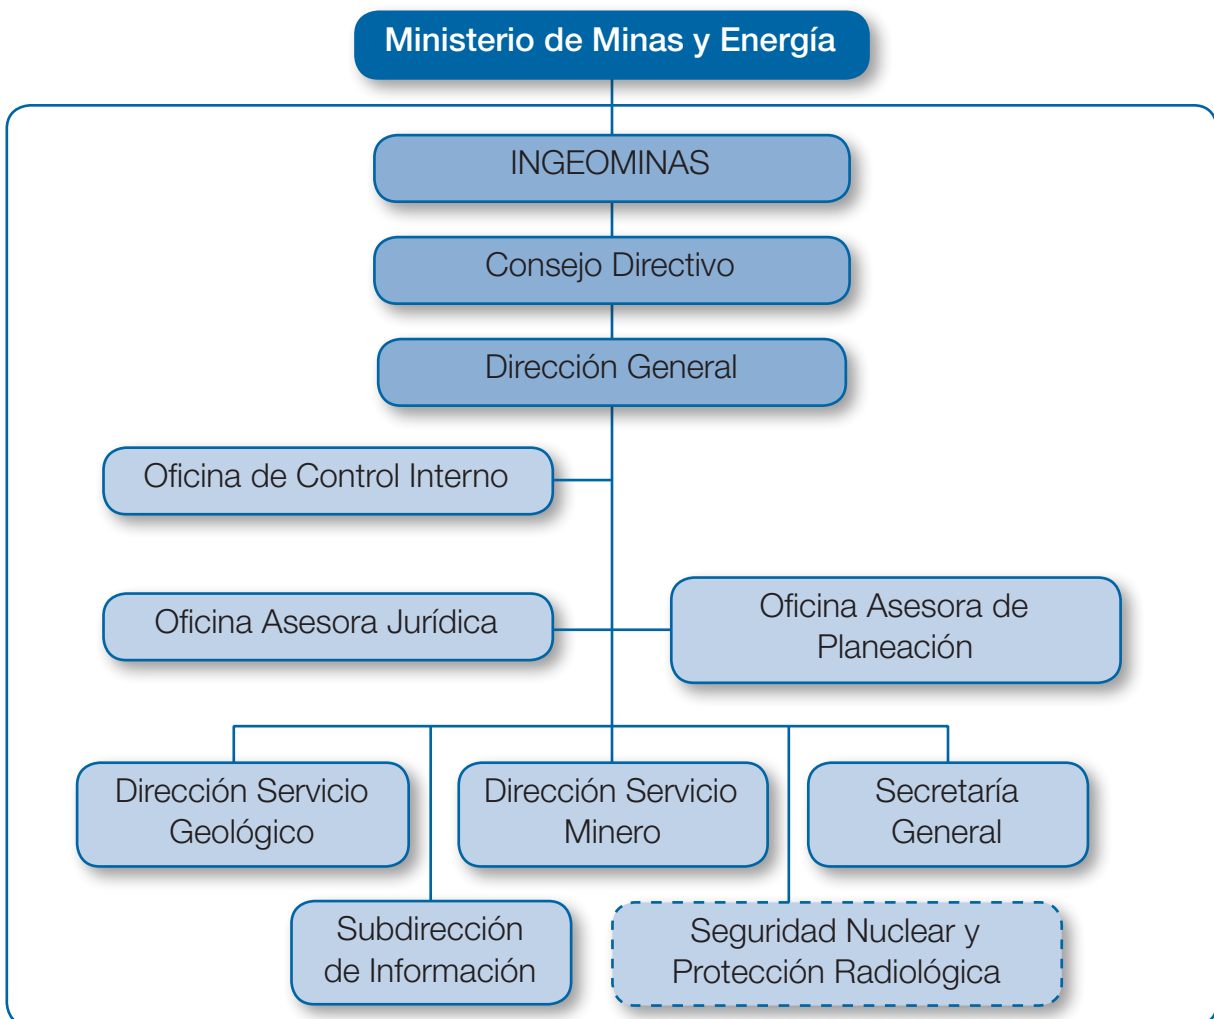 Ministerio de Minas y Energía
INGEOMINAS
Consejo Directivo
Dirección General
Oficina de Control Interno
Oficina Asesora Jurídica
Oficina Asesora de
Planeación
Dirección Servicio
Geológico
Dirección Servicio
Minero
Secretaría
General
Subdirección
de Información
Seguridad Nuclear y
Protección Radiológica